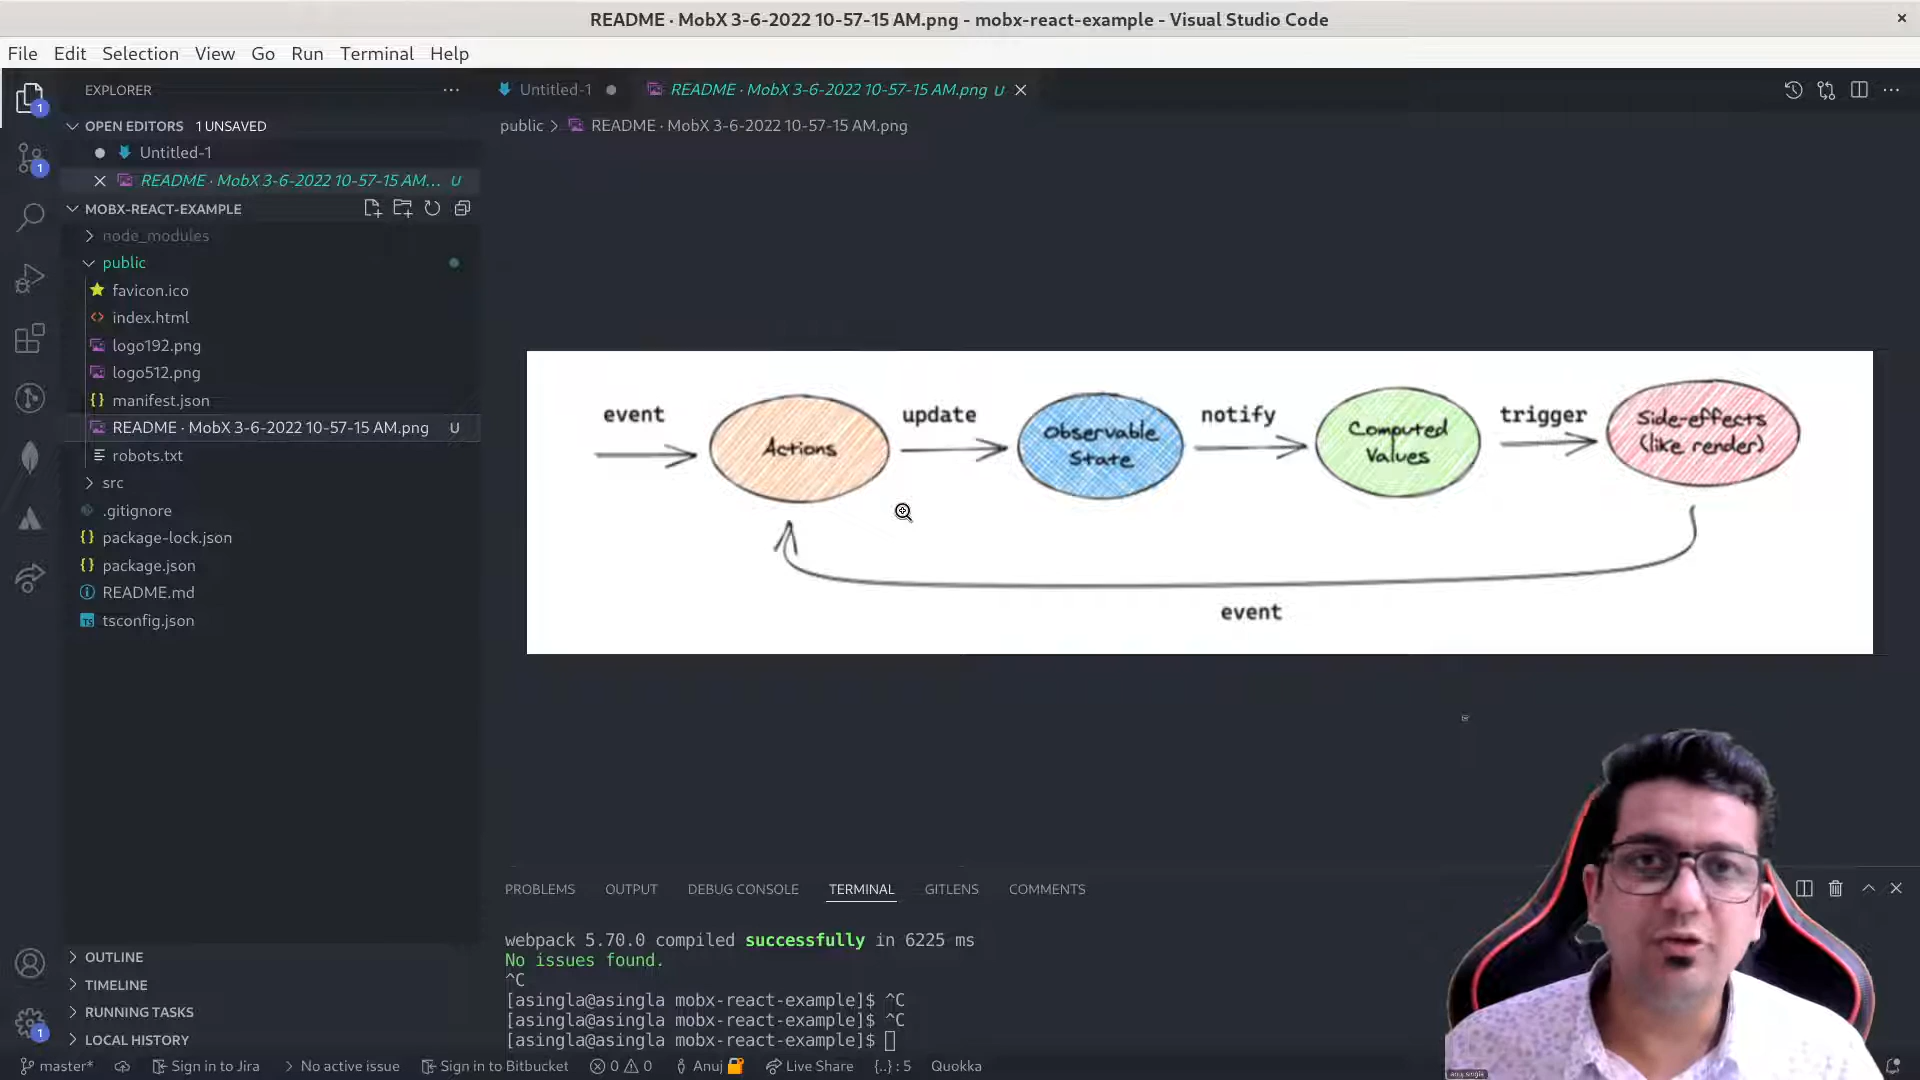 README · MobX 3-6-2022 10-57-15 AM.png - mobx-react-example - Visual Studio Code
File Edit Selection View Go Run Terminal Help
EXPLORER
OPEN EDITORS 1 UNSAVED
Untitled-1
README · MobX 3-6-2022 10-57-15 AM... U
MOBX-REACT-EXAMPLE
node_modules
public
favicon.ico
index.html
logo192.png
logo512.png
manifest.json
README · MobX 3-6-2022 10-57-15 AM.png U
robots.txt
src
.gitignore
package-lock.json
package.json
README.md
tsconfig.json
OUTLINE
TIMELINE
RUNNING TASKS
LOCAL HISTORY
1
1
1
Untitled-1
README · MobX 3-6-2022 10-57-15 AM.png U
public > README · MobX 3-6-2022 10-57-15 AM.png
event
Actions
update
Observable
State
notify
Computed
Values
trigger
Side-effects
(like render)
event
PROBLEMS OUTPUT DEBUG CONSOLE TERMINAL GITLENS COMMENTS
webpack 5.70.0 compiled successfully in 6225 ms
No issues found.
^C
[asingla@asingla mobx-react-example]$ ^C
[asingla@asingla mobx-react-example]$ ^C
[asingla@asingla mobx-react-example]$
master* Sign in to Jira No active issue Sign in to Bitbucket 0 0 Anuj Live Share {..} : 5 Quokka
anuj singla